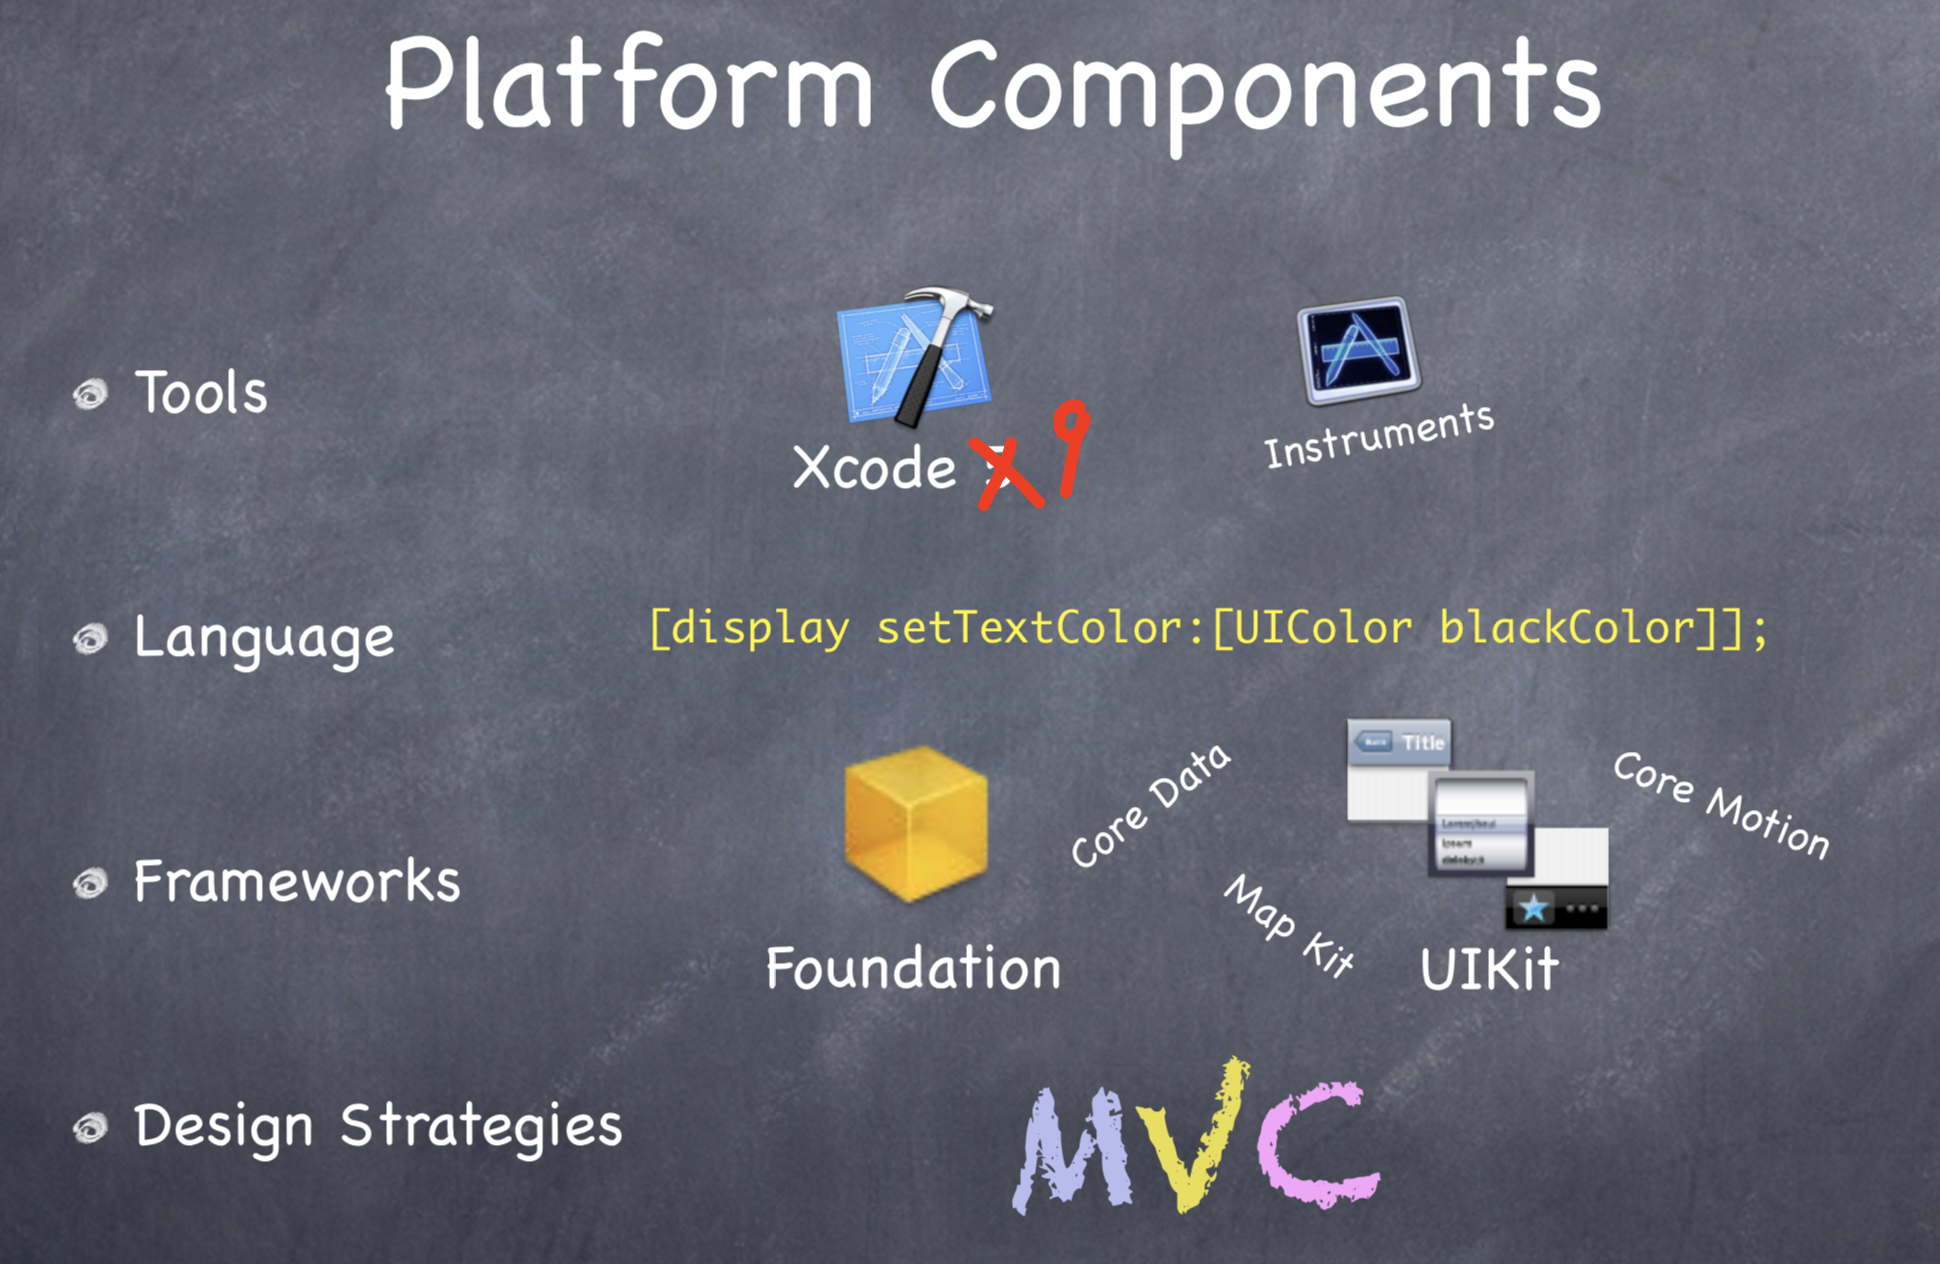 Platform Components
Tools
Xcode 5 9
Instruments
Language
[display setTextColor:[UIColor blackColor]];
Frameworks
Foundation
Core Data
Map Kit
Title
UIKit
Core Motion
Design Strategies
MVC